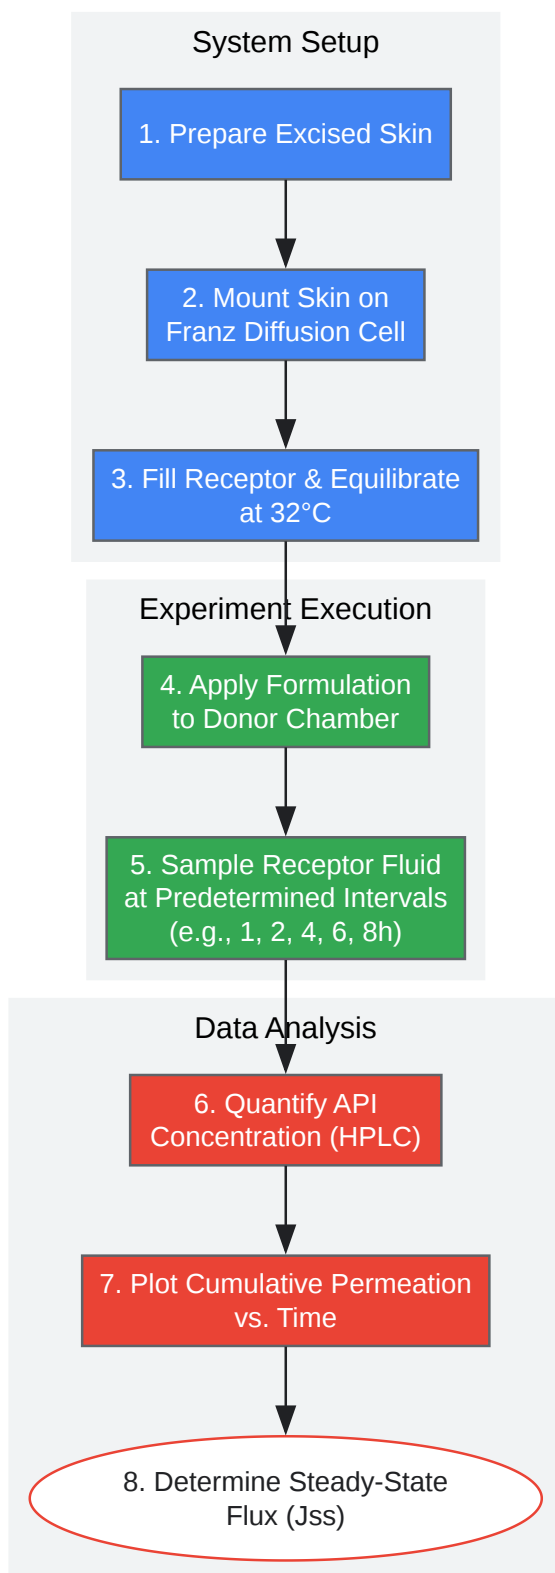 System Setup
1. Prepare Excised Skin
2. Mount Skin on
Franz Diffusion Cell
3. Fill Receptor & Equilibrate
at 32°C
Experiment Execution
4. Apply Formulation
to Donor Chamber
5. Sample Receptor Fluid
at Predetermined Intervals
(e.g., 1, 2, 4, 6, 8h)
Data Analysis
6. Quantify API
Concentration (HPLC)
7. Plot Cumulative Permeation
vs. Time
8. Determine Steady-State
Flux (Jss)